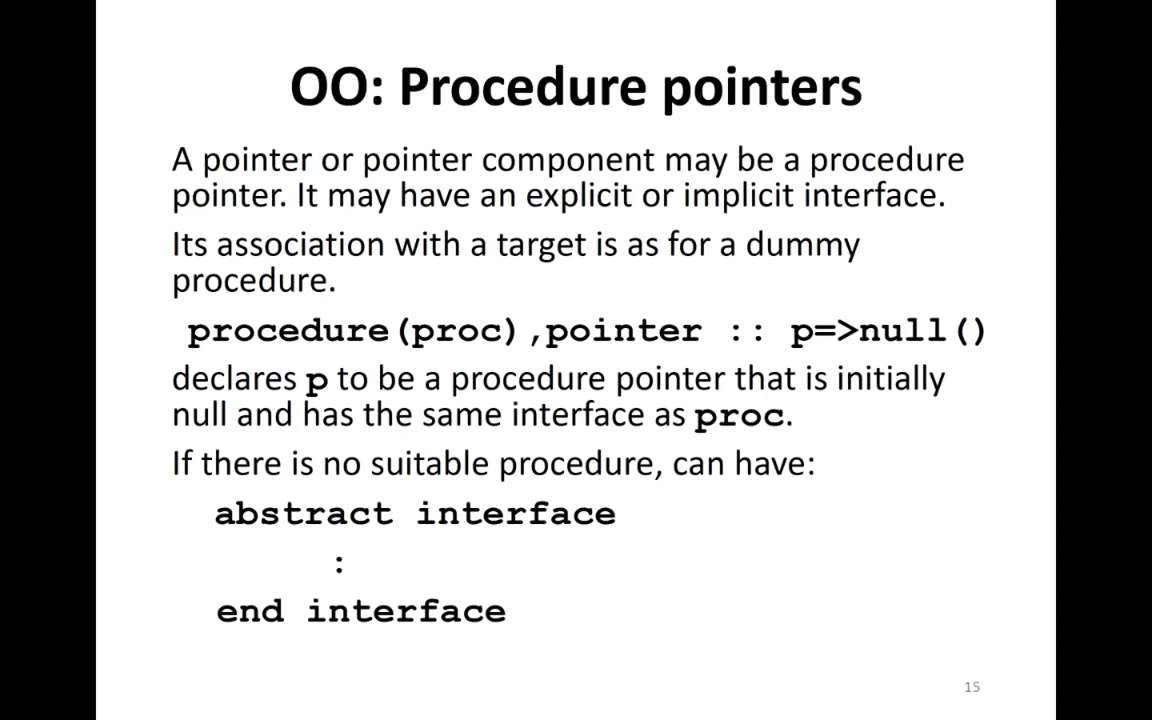 OO: Procedure pointers
A pointer or pointer component may be a procedure
pointer. It may have an explicit or implicit interface.
Its association with a target is as for a dummy
procedure.
procedure(proc),pointer :: p=>null()
declares p to be a procedure pointer that is initially
null and has the same interface as proc.
If there is no suitable procedure, can have:
abstract interface
:
end interface
15